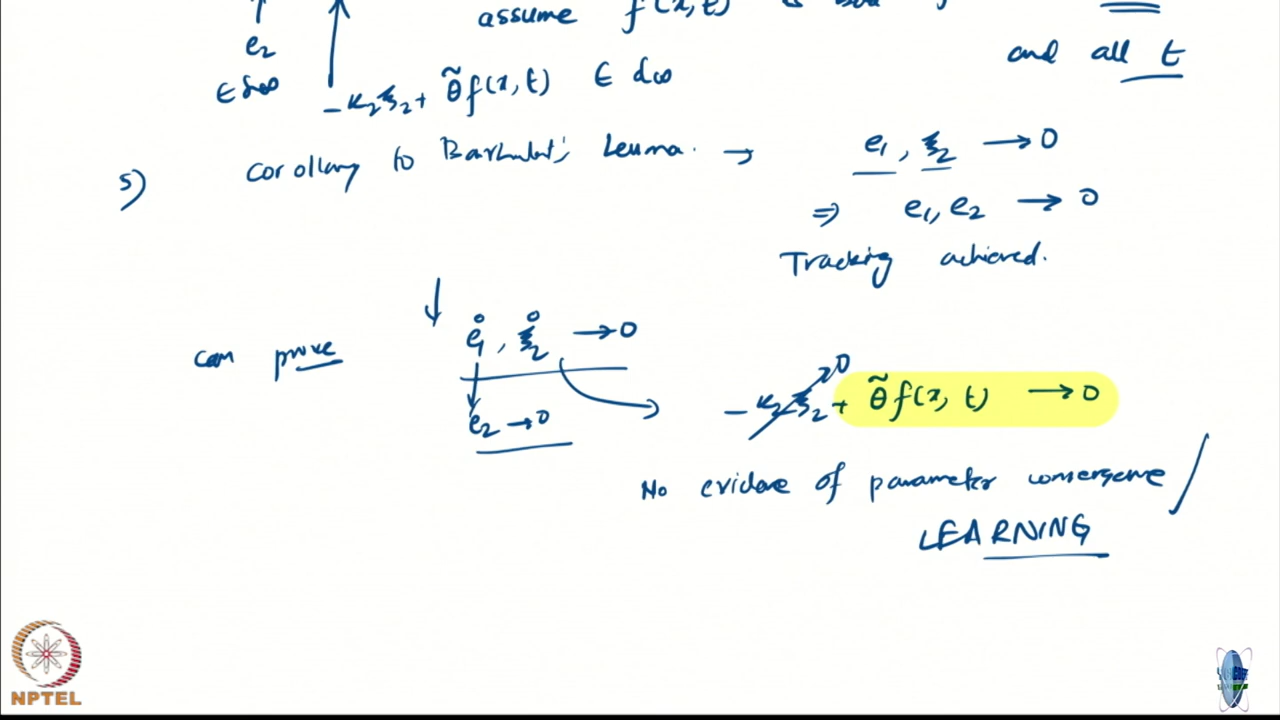 assume f(x,t)
e₂
and all t
∈ L∞
-k₂ξ₂ + θ̃f(x,t) ∈ L∞
5) corollary to Barbalat's Lemma. → e₁, ξ₂ → 0
⇒ e₁, e₂ → 0
Tracking achieved.
can prove ė₁, ξ̇₂ → 0
-k₂ξ₂ → 0 + θ̃f(x, t) → 0
e₂ → 0
No evidence of parameter convergence /
LEARNING
NPTEL